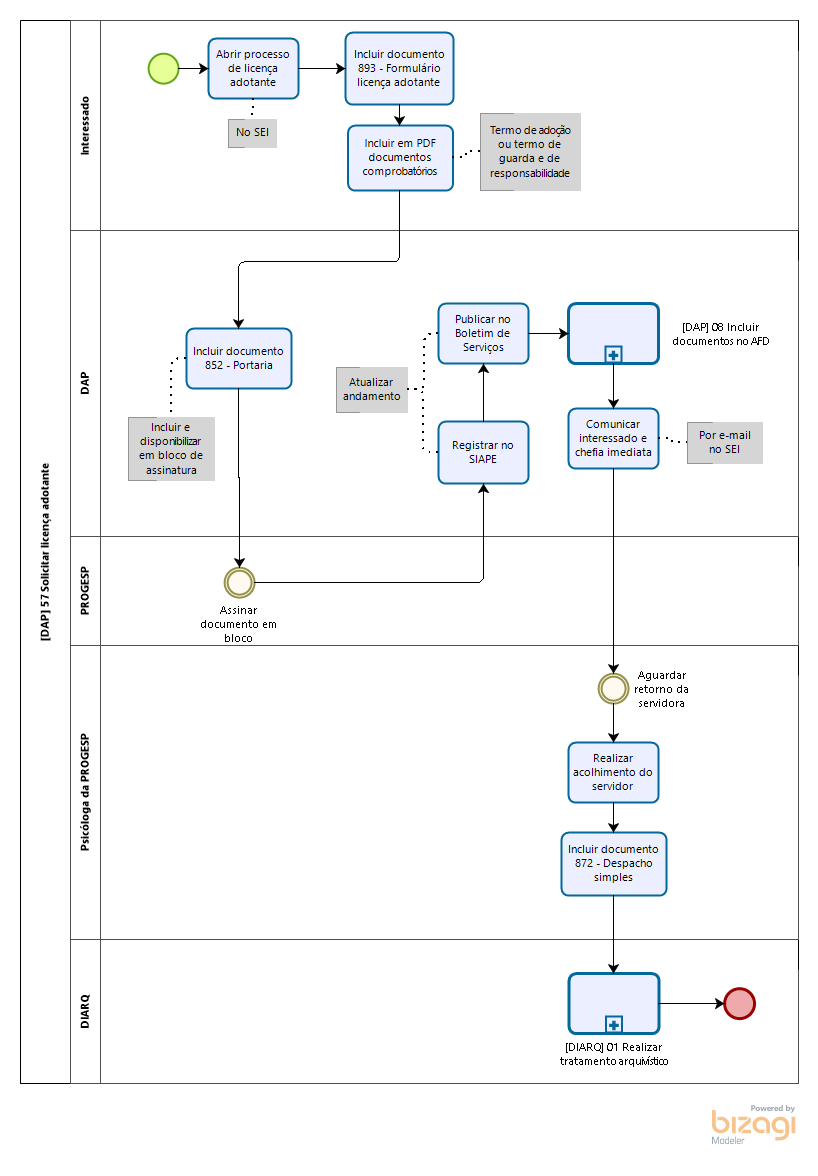 [DAP] 57 Solicitar licença adotante
Interessado
Abrir processo
de licença
adotante
No SEI
Incluir documento
893 - Formulário
licença adotante
Incluir em PDF
documentos
comprobatórios
Termo de adoção
ou termo de
guarda e de
responsabilidade
DAP
Incluir documento
852 - Portaria
Incluir e
disponibilizar
em bloco de
assinatura
Atualizar
andamento
Publicar no
Boletim de
Serviços
Registrar no
SIAPE
[DAP] 08 Incluir
documentos no AFD
Comunicar
interessado e
chefia imediata
Por e-mail
no SEI
PROGESP
Assinar
documento em
bloco
Psicóloga da PROGESP
Aguardar
retorno da
servidora
Realizar
acolhimento do
servidor
Incluir documento
872 - Despacho
simples
DIARQ
[DIARQ] 01 Realizar
tratamento arquivístico
Powered by
bizagi
Modeler